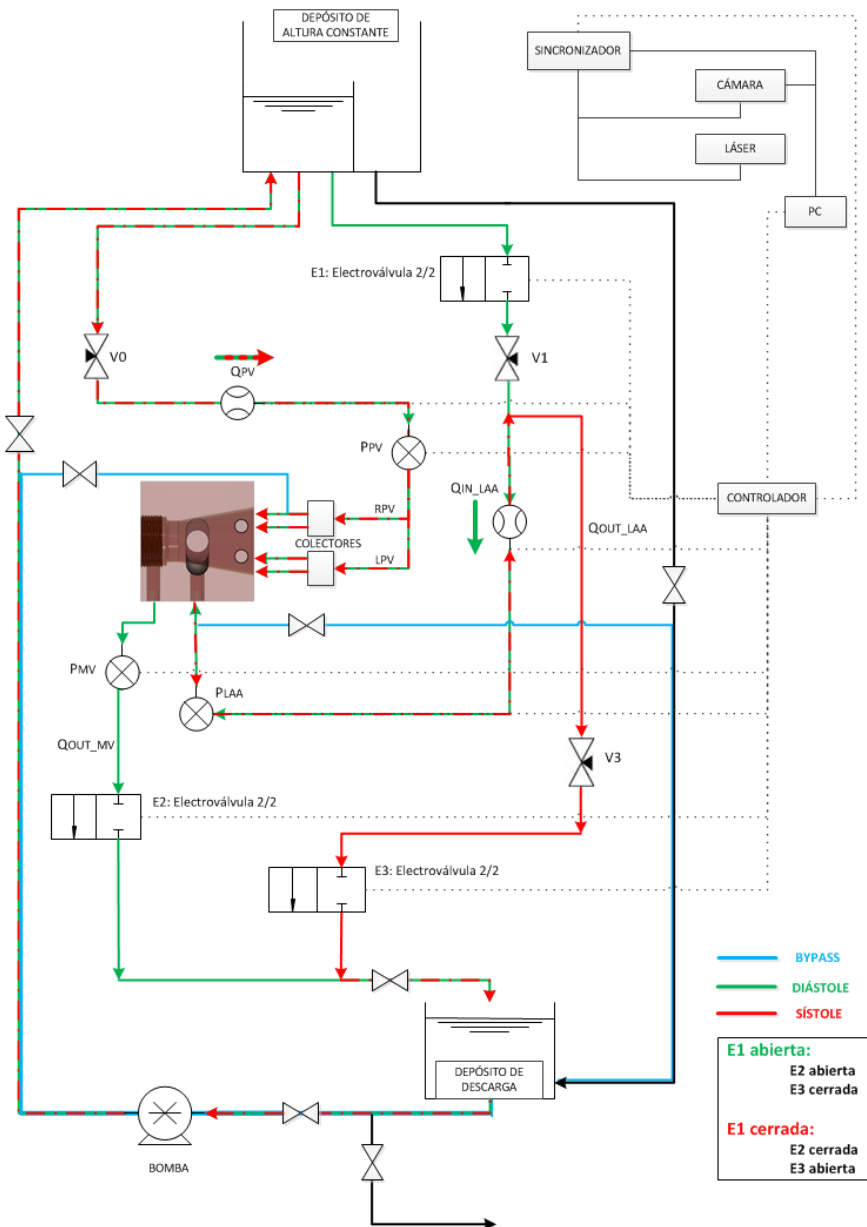 DEPÓSITO DE
ALTURA CONSTANTE
SINCRONIZADOR
CÁMARA
LÁSER
PC
E1: Electroválvula 2/2
V0
V1
QPV
PPV
QIN_LAA
CONTROLADOR
RPV
COLECTORES
LPV
QOUT_LAA
PMV
PLAA
QOUT_MV
V3
E2: Electroválvula 2/2
E3: Electroválvula 2/2
BYPASS
DIÁSTOLE
SÍSTOLE
E1 abierta:
E2 abierta
E3 cerrada
E1 cerrada:
E2 cerrada
E3 abierta
DEPÓSITO DE
DESCARGA
BOMBA